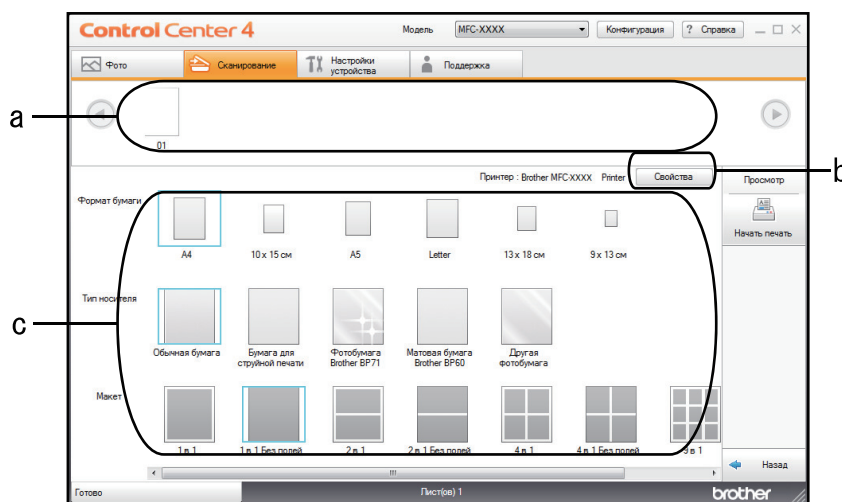 Control Center 4
Модель
MFC-XXXX
Конфигурация
? Справка
Фото
Сканирование
Настройки
устройства
Поддержка
a
01
Принтер : Brother MFC-XXXX Printer
Свойства
b
Просмотр
Начать печать
Формат бумаги
A4
10 x 15 см
A5
Letter
13 x 18 см
9 x 13 см
c
Тип носителя
Обычная бумага
Бумага для
струйной печати
Фотобумага
Brother BP71
Матовая бумага
Brother BP60
Другая
фотобумага
Макет
1 в 1
1 в 1 Без полей
2 в 1
2 в 1 Без полей
4 в 1
4 в 1 Без полей
9 в 1
Назад
Готово
Лист(ов) 1
brother